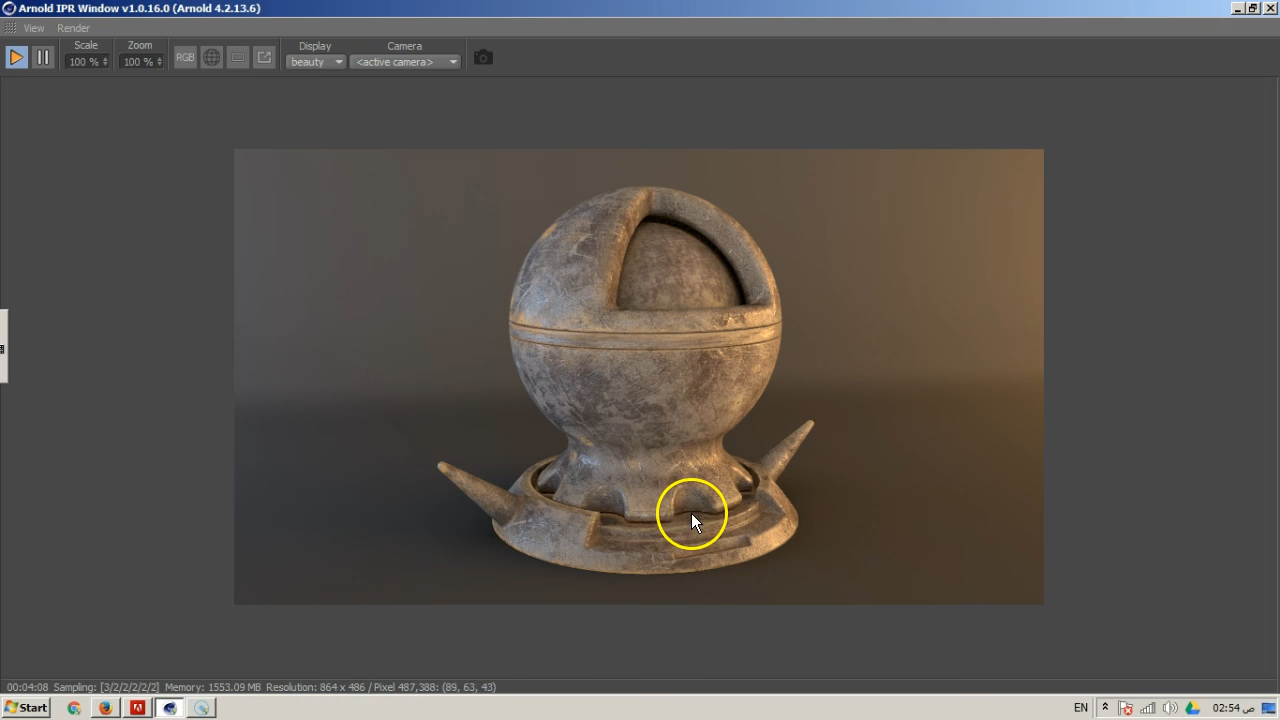 Arnold IPR Window v1.0.16.0 (Arnold 4.2.13.6)
View Render
Scale Zoom Display Camera
100 % 100 % RGB beauty <active camera>
00:04:08 Sampling: [3/2/2/2/2/2] Memory: 1553.09 MB Resolution: 864 x 486 / Pixel 487,388: (89, 63, 43)
Start EN 02:54 ص